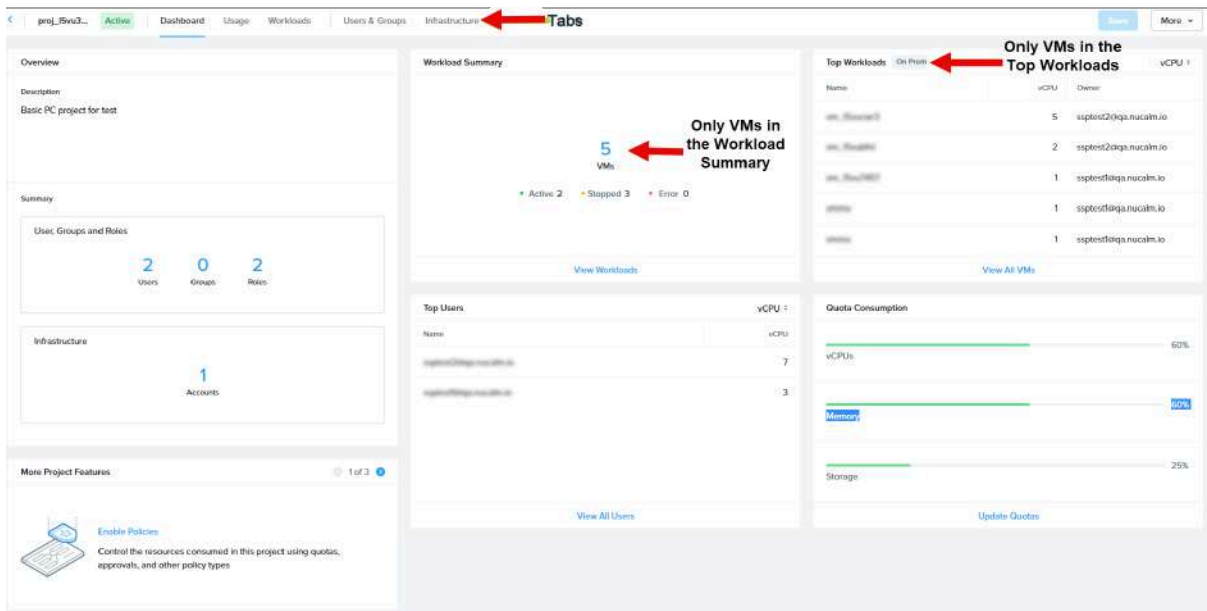 proj_l5vu3... Active Dashboard Usage Workloads Users & Groups Infrastructure Tabs Save More
Overview
Description
Basic PC project for test
Summary
User, Groups and Roles
2 0 2
Users Groups Roles
Infrastructure
1
Accounts
More Project Features 1 of 3
Enable Policies
Control the resources consumed in this project using quotas,
approvals, and other policy types
Workload Summary
Only VMs in
the Workload
Summary
5
VMs
Active 2 Stopped 3 Error 0
View Workloads
Top Users vCPU
Name vCPU
7
3
View All Users
Only VMs in the
Top Workloads
Top Workloads On Prem vCPU
Name vCPU Owner
5 ssptest2@qa.nucalm.io
2 ssptest2@qa.nucalm.io
1 ssptest1@qa.nucalm.io
1 ssptest1@qa.nucalm.io
1 ssptest1@qa.nucalm.io
View All VMs
Quota Consumption
60%
vCPUs
60%
Memory
25%
Storage
Update Quotas